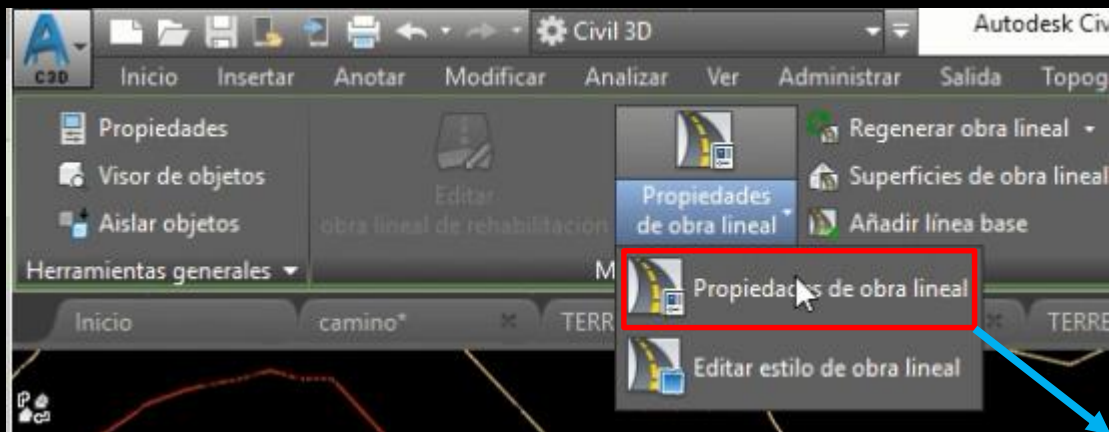 Civil 3D
Autodesk Civ
C3D
Inicio Insertar Anotar Modificar Analizar Ver Administrar Salida Topog
Propiedades
Visor de objetos
Aislar objetos
Herramientas generales
Editar
obra lineal de rehabilitación
Propiedades
de obra lineal
Regenerar obra lineal
Superficies de obra lineal
Añadir línea base
M
Propiedades de obra lineal
Editar estilo de obra lineal
Inicio camino* TERR TERRE